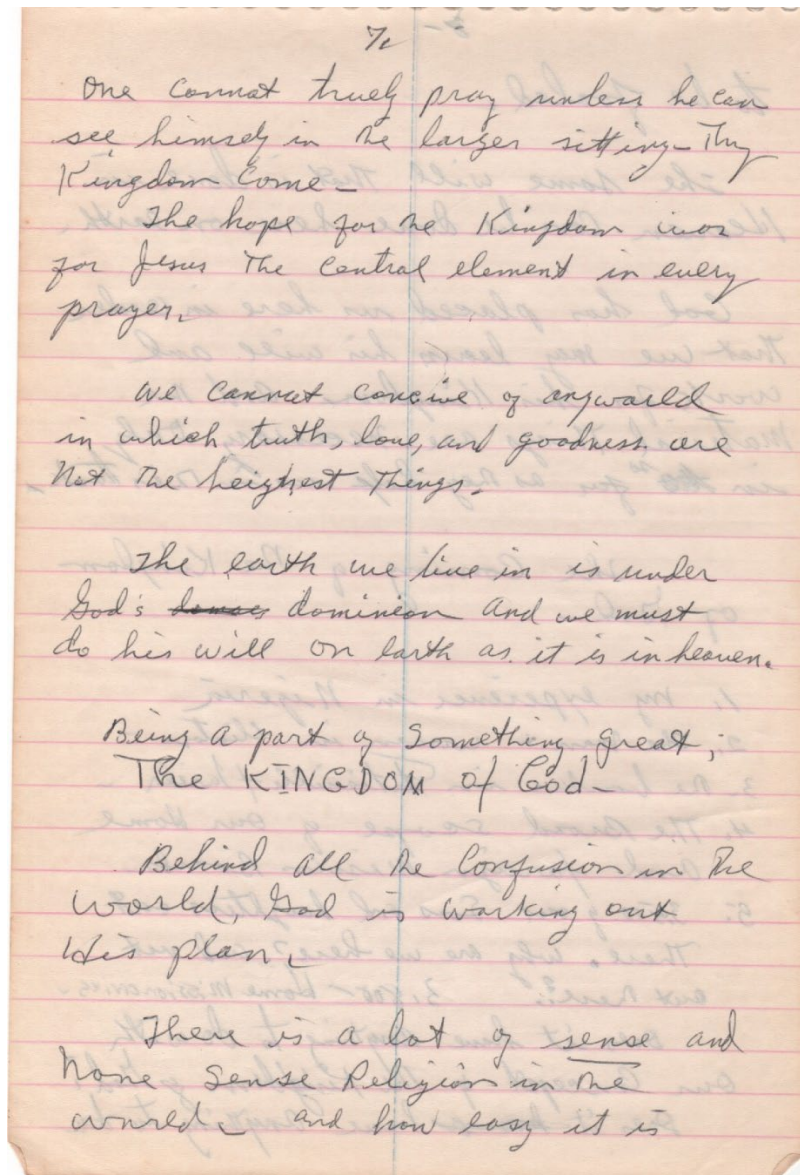 7.
One cannot truely pray unless he can
see himself in the larger sitting - Thy
Kingdom Come -
The hope for the Kingdom was
for Jesus The Central element in every
prayer.
We cannot concive of any world
in which truth, love, and goodness are
Not The heighest Things.
The earth we live in is under
God's dominion And we must
do his will on earth as it is in heaven.
Being A part of Something Great;
The KINGDOM of God -
Behind All the Confusion in The
World, God is working out
His plan.
There is a lot of sense and
None Sense Religion in The
world. and how easy it is